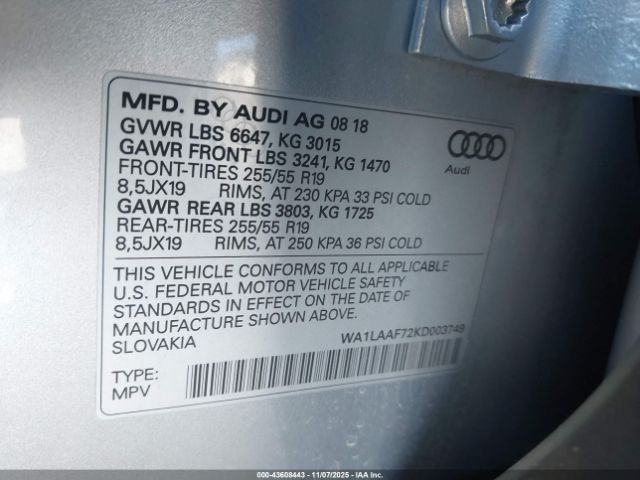 MFD. BY AUDI AG 08 18
GVWR LBS 6647, KG 3015
GAWR FRONT LBS 3241, KG 1470
FRONT-TIRES 255/55 R19
8,5JX19 RIMS, AT 230 KPA 33 PSI COLD
GAWR REAR LBS 3803, KG 1725
REAR-TIRES 255/55 R19
8,5JX19 RIMS, AT 250 KPA 36 PSI COLD
Audi
THIS VEHICLE CONFORMS TO ALL APPLICABLE
U.S. FEDERAL MOTOR VEHICLE SAFETY
STANDARDS IN EFFECT ON THE DATE OF
MANUFACTURE SHOWN ABOVE.
SLOVAKIA
WA1LAAF72KD003749
TYPE:
MPV
000-43608443 - 11/07/2025 - IAA Inc.